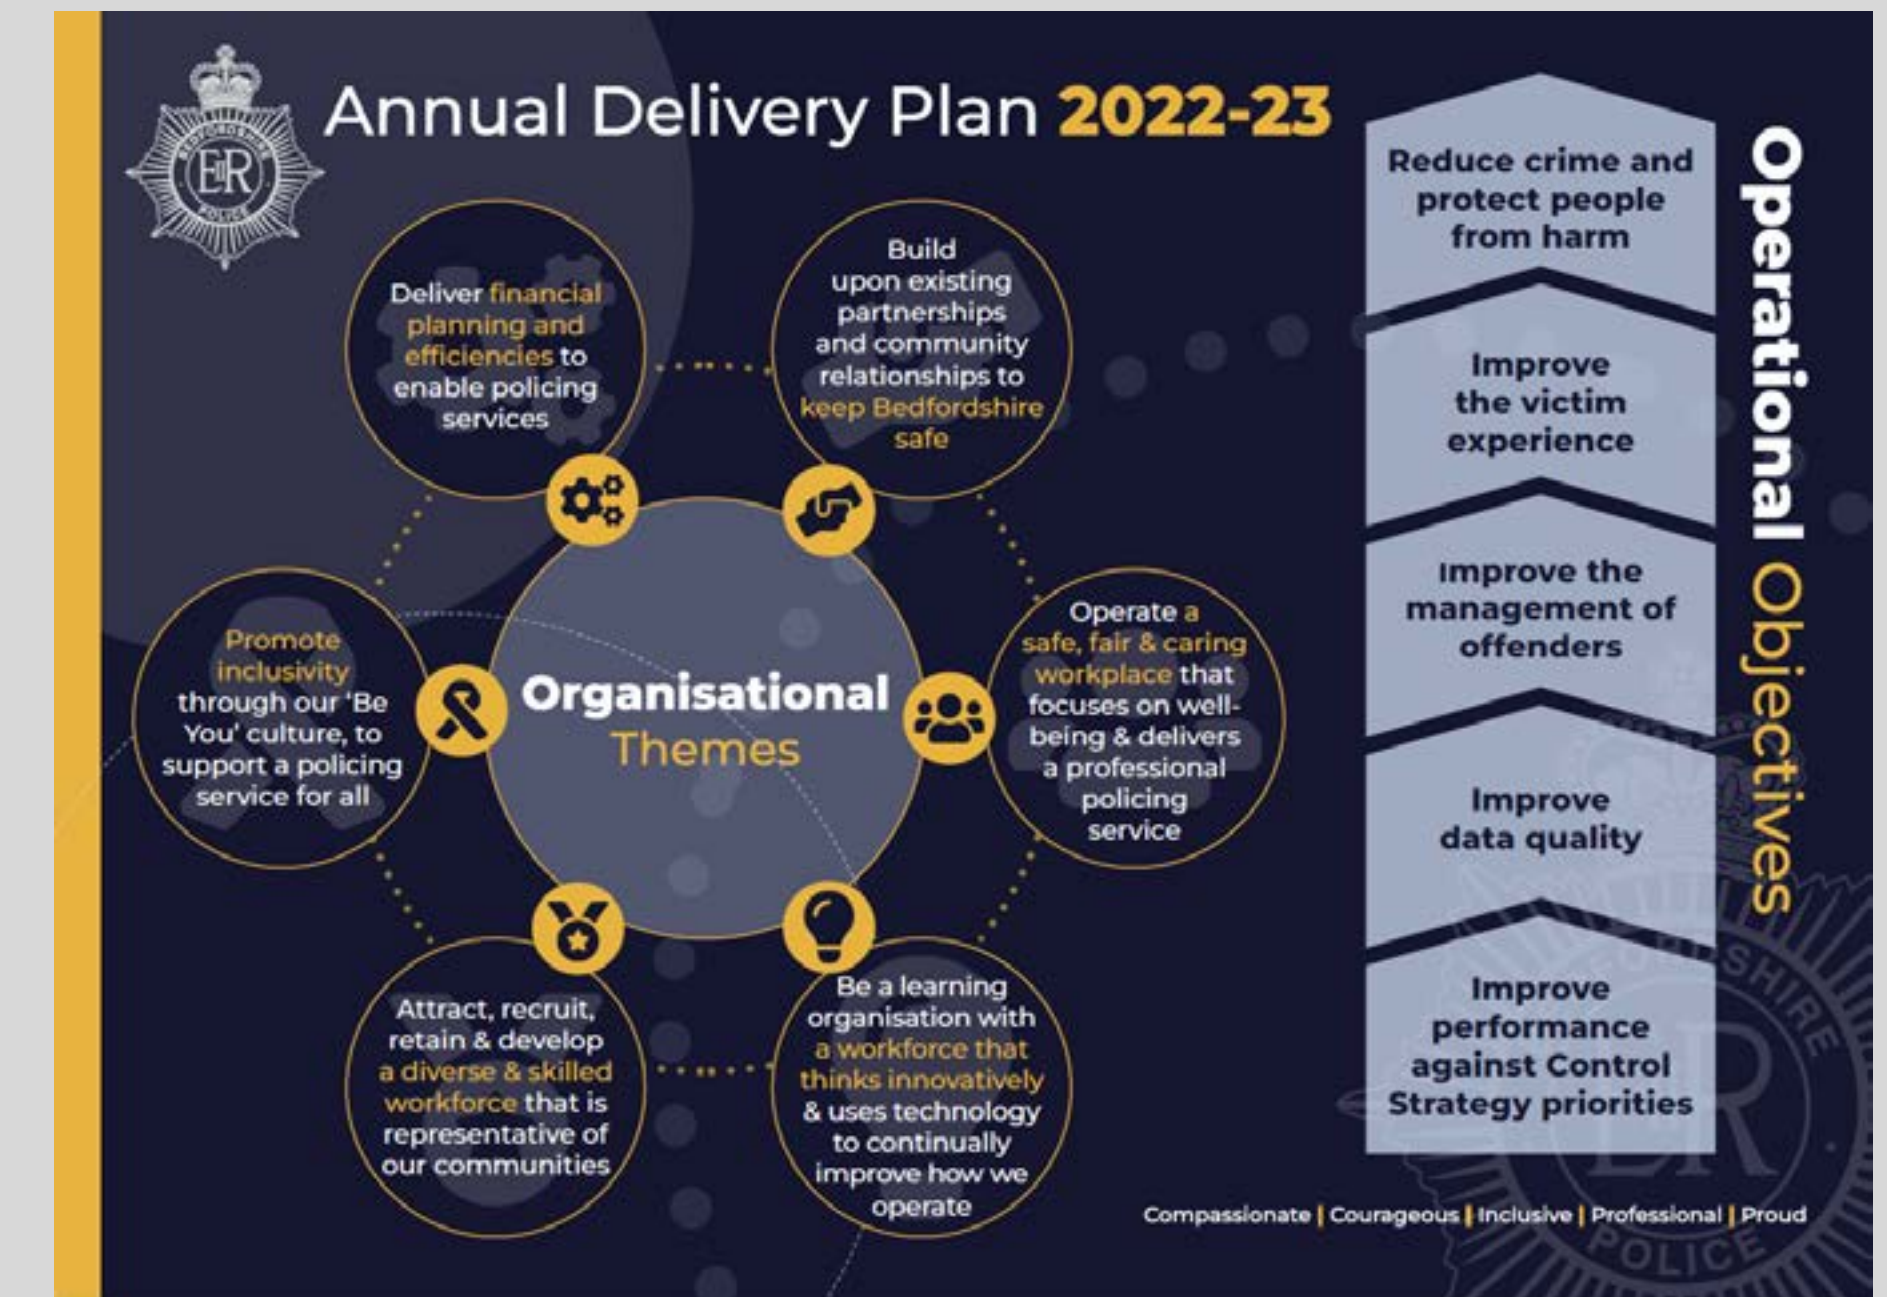 Annual Delivery Plan 2022-23
BEDFORDSHIRE
EIIR
POLICE
Deliver financial
planning and
efficiencies to
enable policing
services
Build
upon existing
partnerships
and community
relationships to
keep Bedfordshire
safe
Promote
inclusivity
through our ‘Be
You’ culture, to
support a policing
service for all
Organisational
Themes
Operate a
safe, fair & caring
workplace that
focuses on well-
being & delivers
a professional
policing
service
Attract, recruit,
retain & develop
a diverse & skilled
workforce that is
representative of
our communities
Be a learning
organisation with
a workforce that
thinks innovatively
& uses technology
to continually
improve how we
operate
Reduce crime and
protect people
from harm
Improve
the victim
experience
Improve the
management of
offenders
Improve
data quality
Improve
performance
against Control
Strategy priorities
Operational Objectives
Compassionate | Courageous | Inclusive | Professional | Proud
ORDSHIRE
ER
POLICE